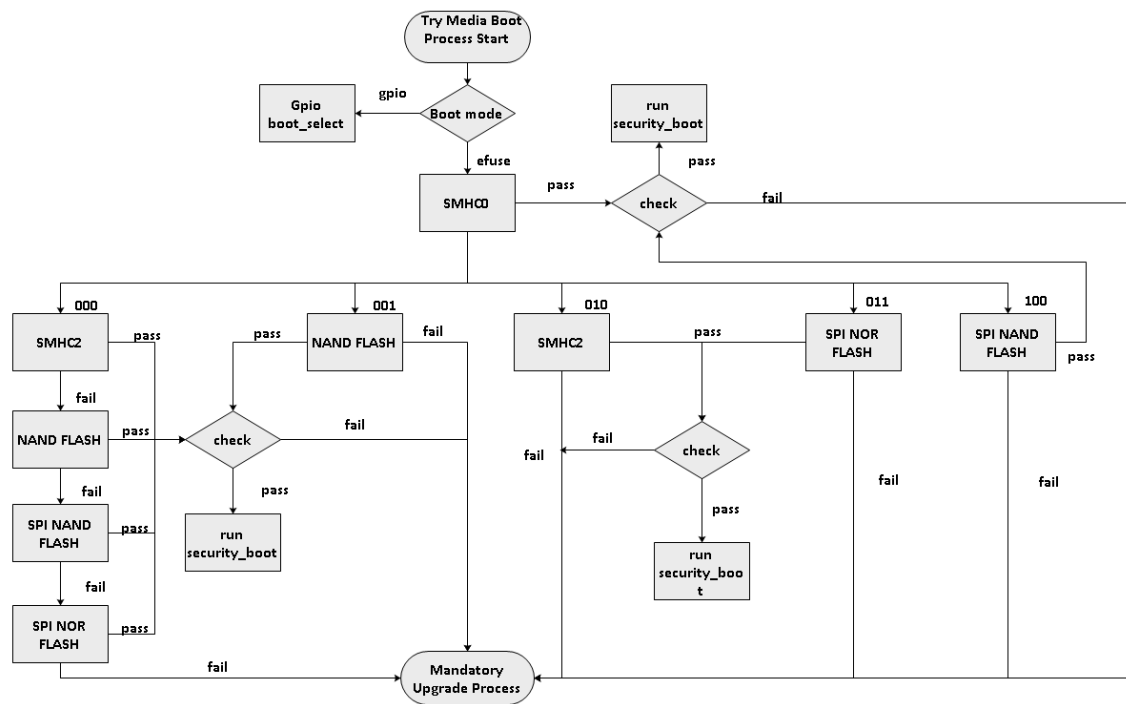 Try Media Boot
Process Start
gpio
Gpio
boot_select
Boot mode
run
security_boot
efuse
pass
pass
SMHC0
check
fail
000
001
010
011
100
SMHC2
pass
pass
NAND FLASH
fail
SMHC2
pass
SPI NOR
FLASH
SPI NAND
FLASH
pass
fail
NAND FLASH
pass
check
fail
fail
fail
check
fail
fail
fail
pass
pass
SPI NAND
FLASH
pass
run
security_boot
run
security_boo
t
fail
SPI NOR
FLASH
pass
fail
Mandatory
Upgrade Process